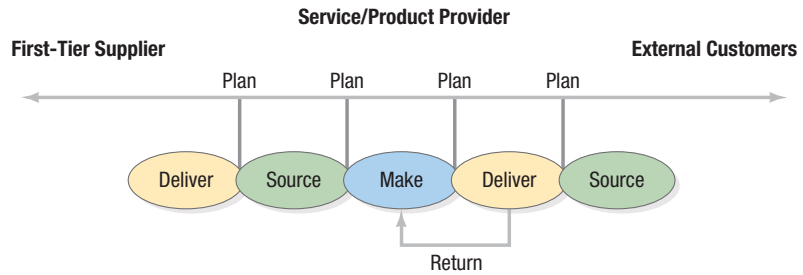 Service/Product Provider
First-Tier Supplier
External Customers
Plan
Plan
Plan
Plan
Deliver
Source
Make
Deliver
Source
Return